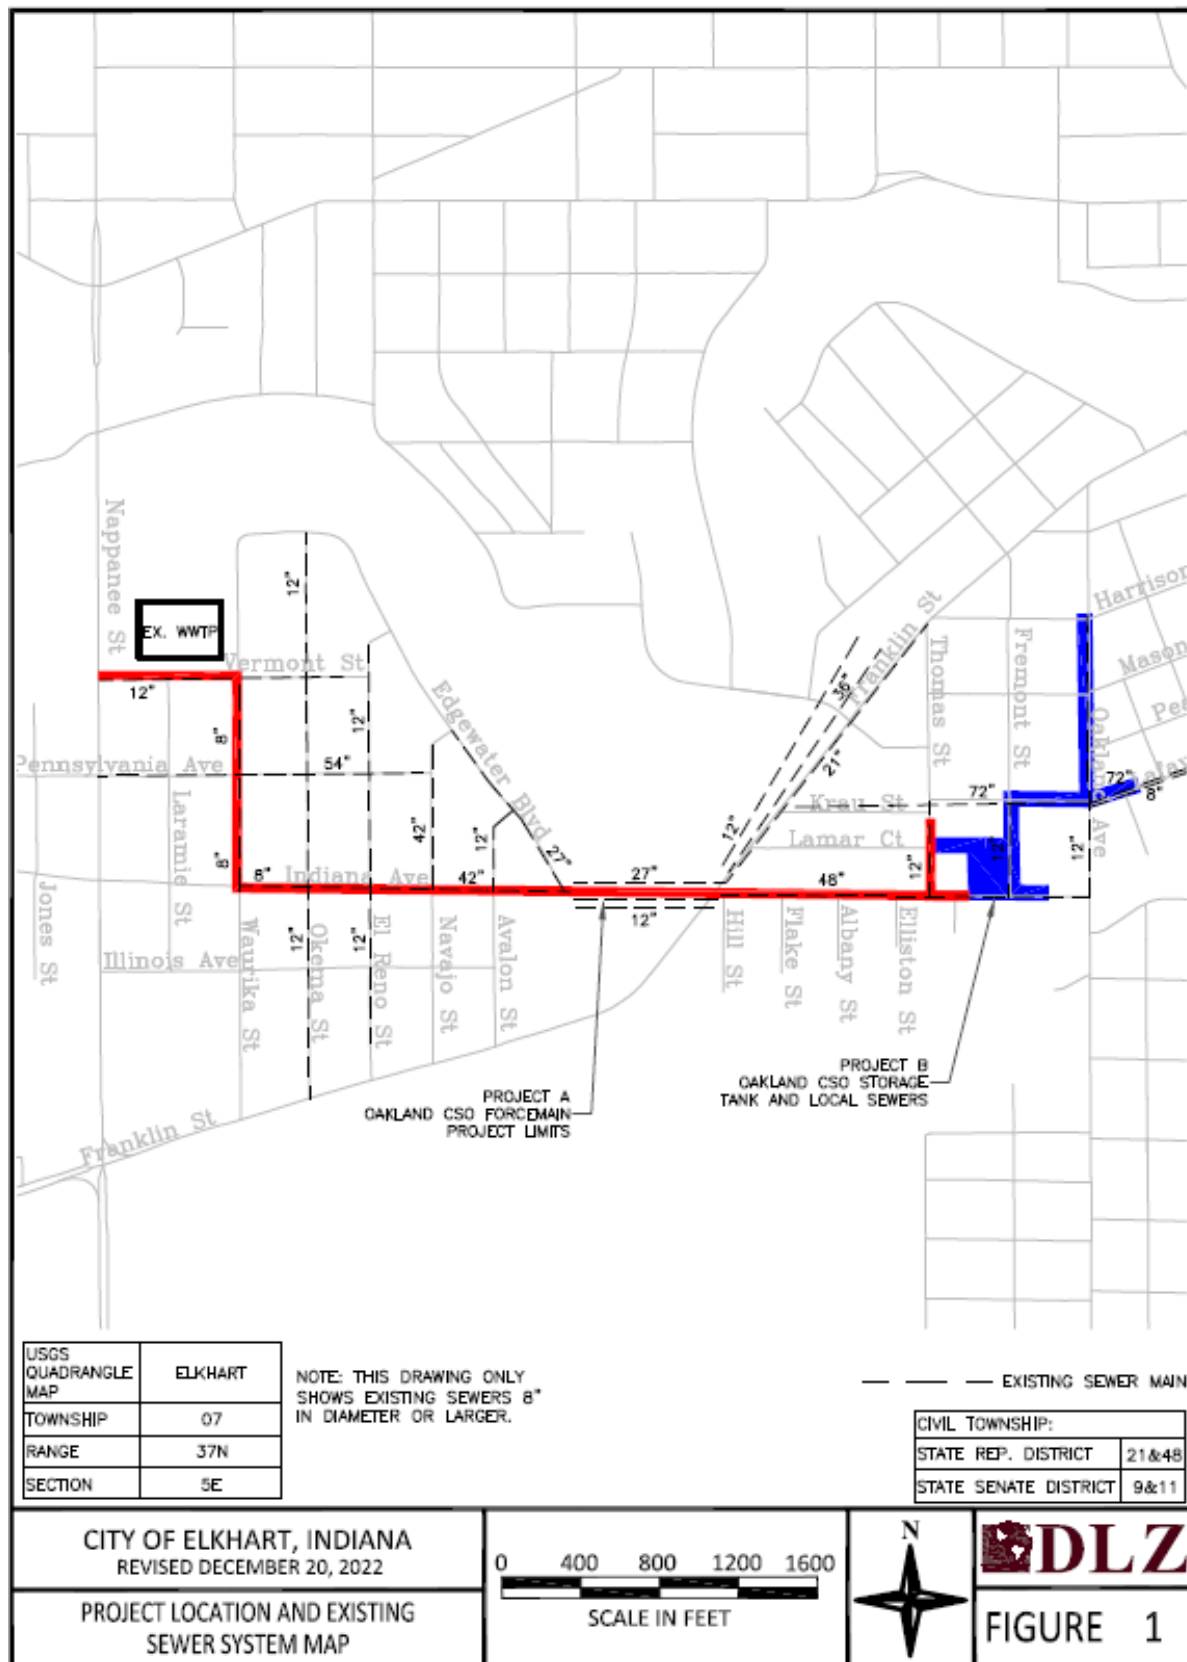 Nappanee St
EX. WWTP
Vermont St
12"
12"
8"
12"
Pennsylvania Ave
54"
Laramie St
8"
8"
Indiana Ave
42"
42"
12"
Edgewater Blvd
27"
27"
12"
12"
36"
Franklin St
21"
Thomas St
Fremont St
Harrison
Mason
Oakland Ave
72"
72"
8"
Krau St
Lamar Ct
12"
12"
12"
48"
Jones St
Illinois Ave
Waurika St
12"
Okema St
12"
El Reno St
Navajo St
Avalon St
Hill St
Flake St
Albany St
Elliston St
Franklin St
PROJECT A
OAKLAND CSO FORCEMAIN
PROJECT LIMITS
PROJECT B
OAKLAND CSO STORAGE
TANK AND LOCAL SEWERS
USGS
QUADRANGLE
MAP
ELKHART
TOWNSHIP 07
RANGE 37N
SECTION 5E
NOTE: THIS DRAWING ONLY
SHOWS EXISTING SEWERS 8"
IN DIAMETER OR LARGER.
EXISTING SEWER MAIN
CIVIL TOWNSHIP:
STATE REP. DISTRICT 21&48
STATE SENATE DISTRICT 9&11
CITY OF ELKHART, INDIANA
REVISED DECEMBER 20, 2022
PROJECT LOCATION AND EXISTING
SEWER SYSTEM MAP
0 400 800 1200 1600
SCALE IN FEET
N
DLZ
FIGURE 1